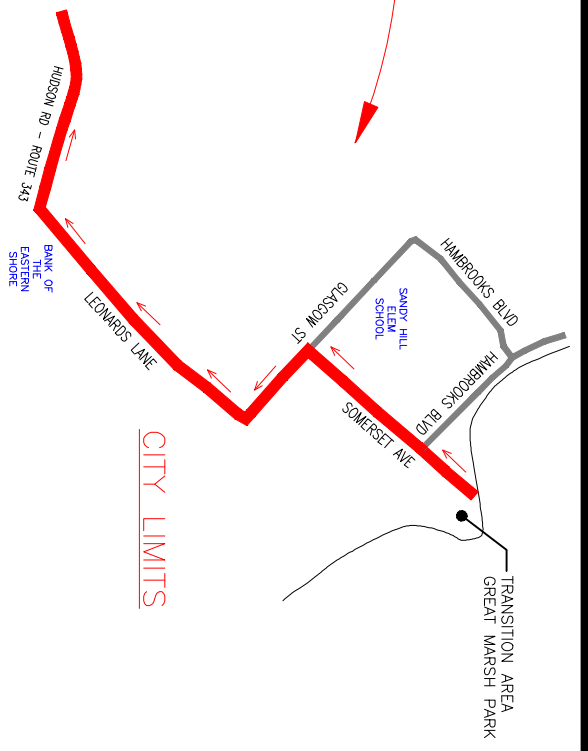 HUDSON RD - ROUTE 343
BANK OF
THE
EASTERN
SHORE
LEONARDS LANE
GLASGOW ST
SANDY HILL
ELEM
SCHOOL
HAMBROOKS BLVD
HAMBROOKS BLVD
SOMERSET AVE
CITY LIMITS
TRANSITION AREA
GREAT MARSH PARK